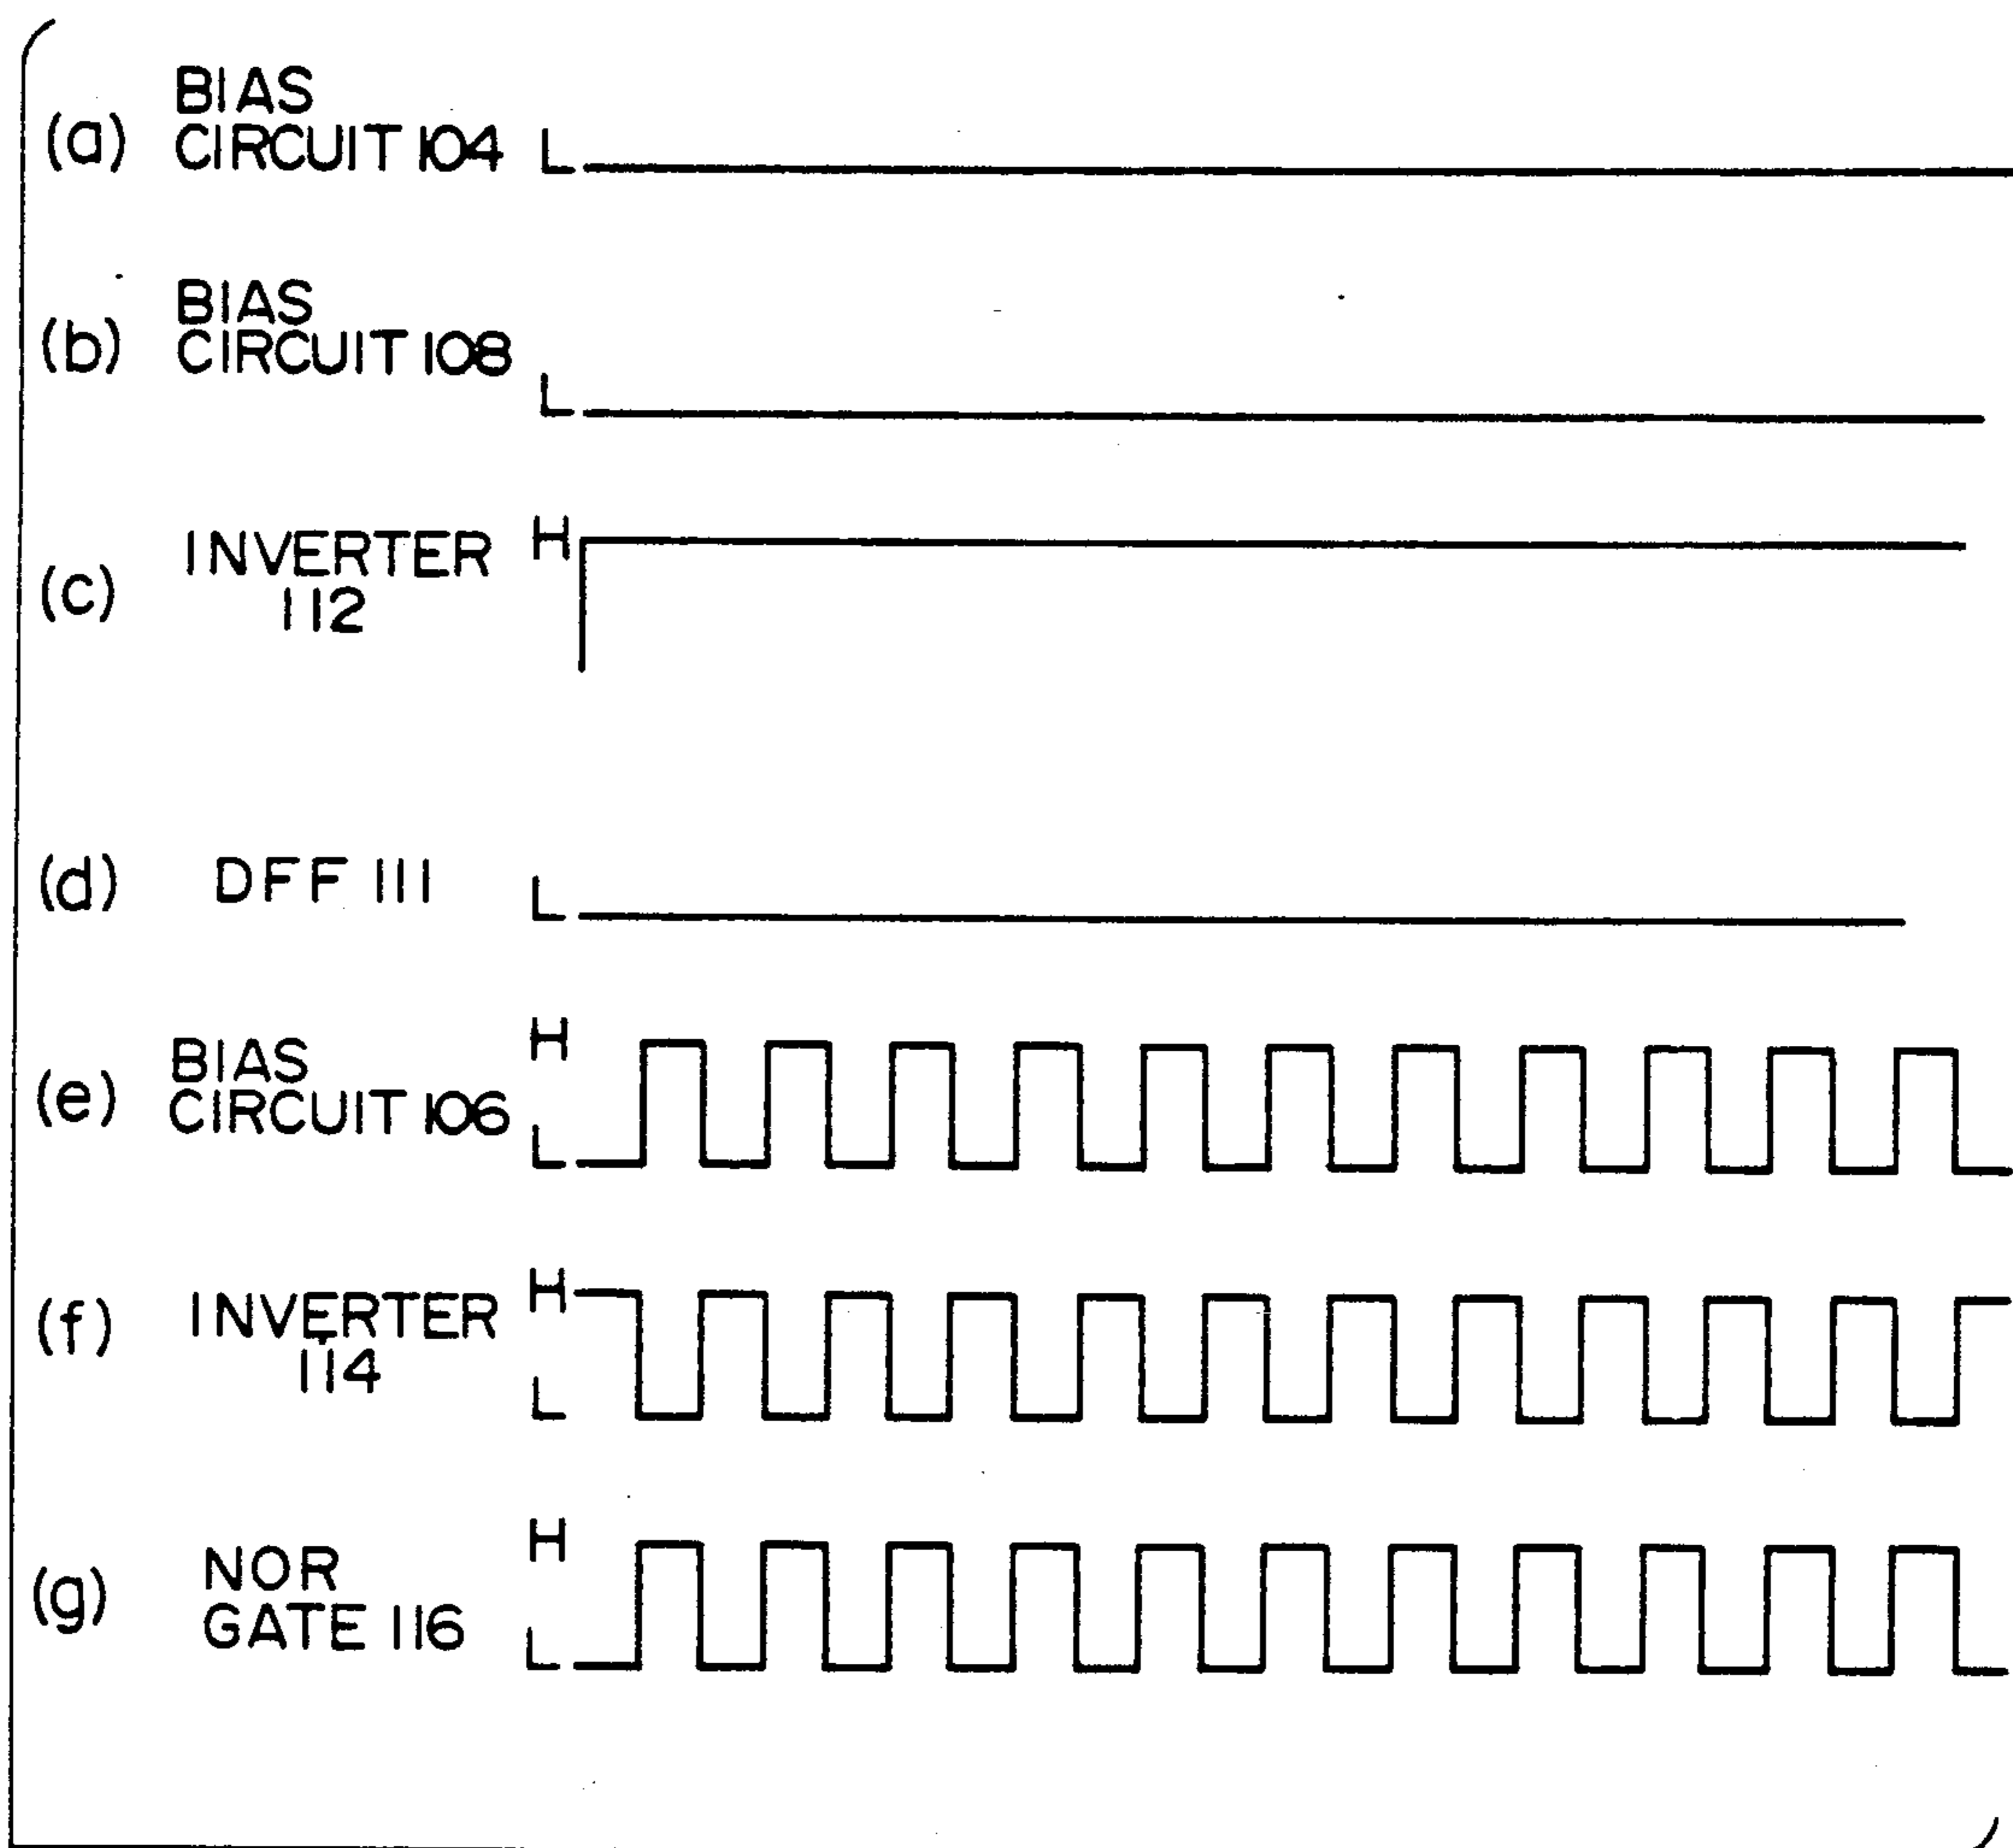 (a) BIAS
CIRCUIT 104 L
(b) BIAS
CIRCUIT 108
L
(c) INVERTER H
112
(d) DFF 111 L
H
(e) BIAS
CIRCUIT 106
L
H
(f) INVERTER
114
L
H
(g) NOR
GATE 116
L